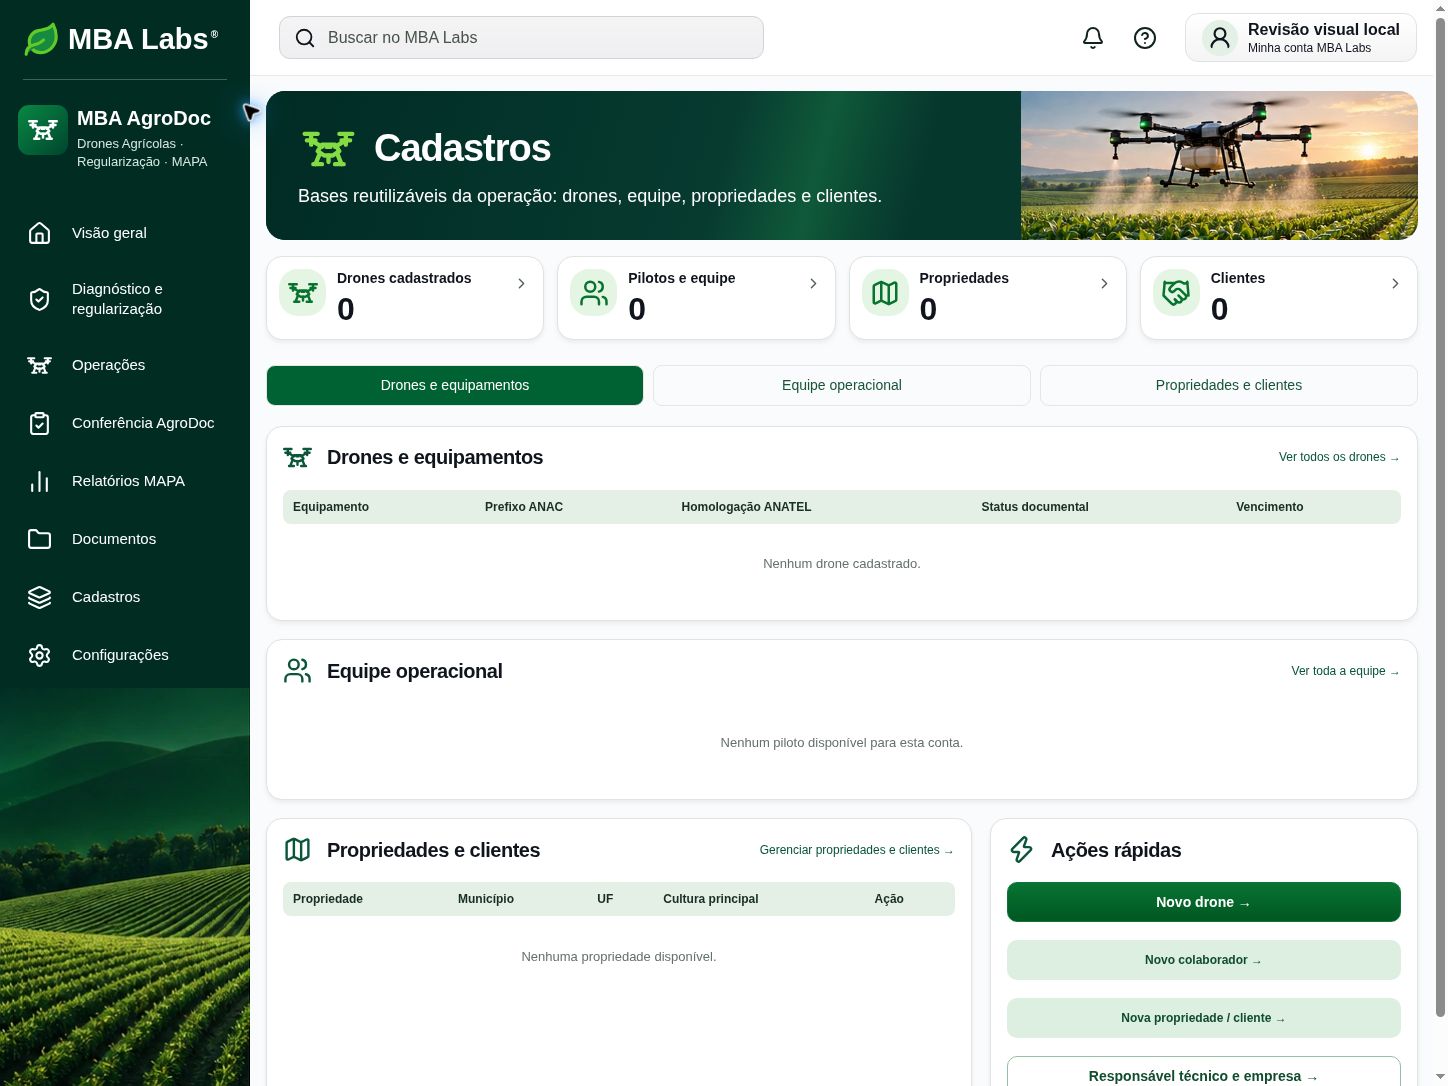 MBA Labs®
Buscar no MBA Labs
Revisão visual local
Minha conta MBA Labs
MBA AgroDoc
Drones Agrícolas ·
Regularização · MAPA
Visão geral
Diagnóstico e
regularização
Operações
Conferência AgroDoc
Relatórios MAPA
Documentos
Cadastros
Configurações
Cadastros
Bases reutilizáveis da operação: drones, equipe, propriedades e clientes.
Drones cadastrados
0
Pilotos e equipe
0
Propriedades
0
Clientes
0
Drones e equipamentos
Equipe operacional
Propriedades e clientes
Drones e equipamentos
Ver todos os drones →
Equipamento Prefixo ANAC Homologação ANATEL Status documental Vencimento
Nenhum drone cadastrado.
Equipe operacional
Ver toda a equipe →
Nenhum piloto disponível para esta conta.
Propriedades e clientes
Gerenciar propriedades e clientes →
Propriedade Município UF Cultura principal Ação
Nenhuma propriedade disponível.
Ações rápidas
Novo drone →
Novo colaborador →
Nova propriedade / cliente →
Responsável técnico e empresa →